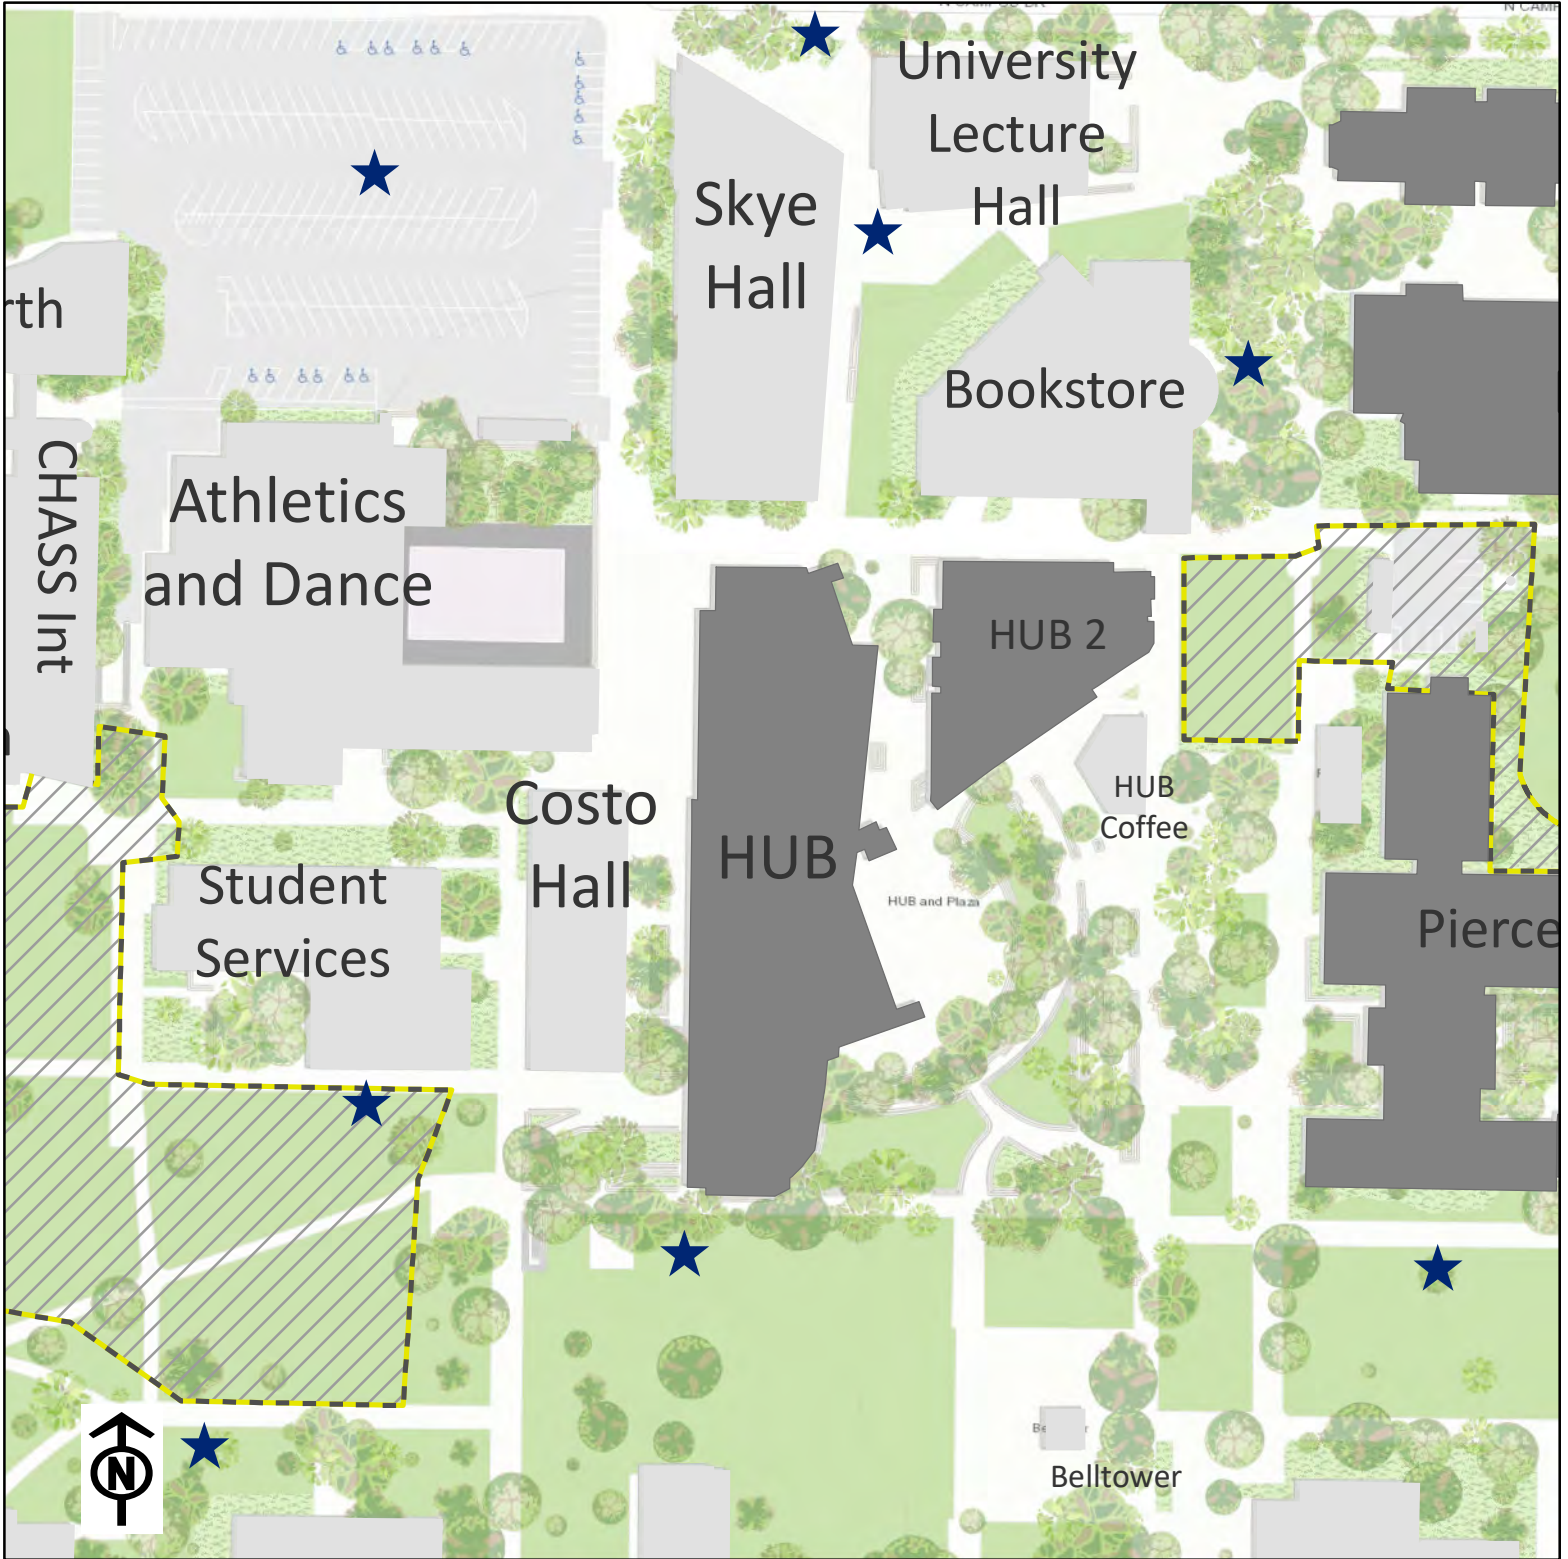 University
Lecture
Hall
Skye
Hall
rth
Bookstore
CHASS Int
Athletics
and Dance
HUB 2
HUB
Coffee
Costo
Hall
HUB
HUB and Plaza
Student
Services
Pierce
Belltower
N